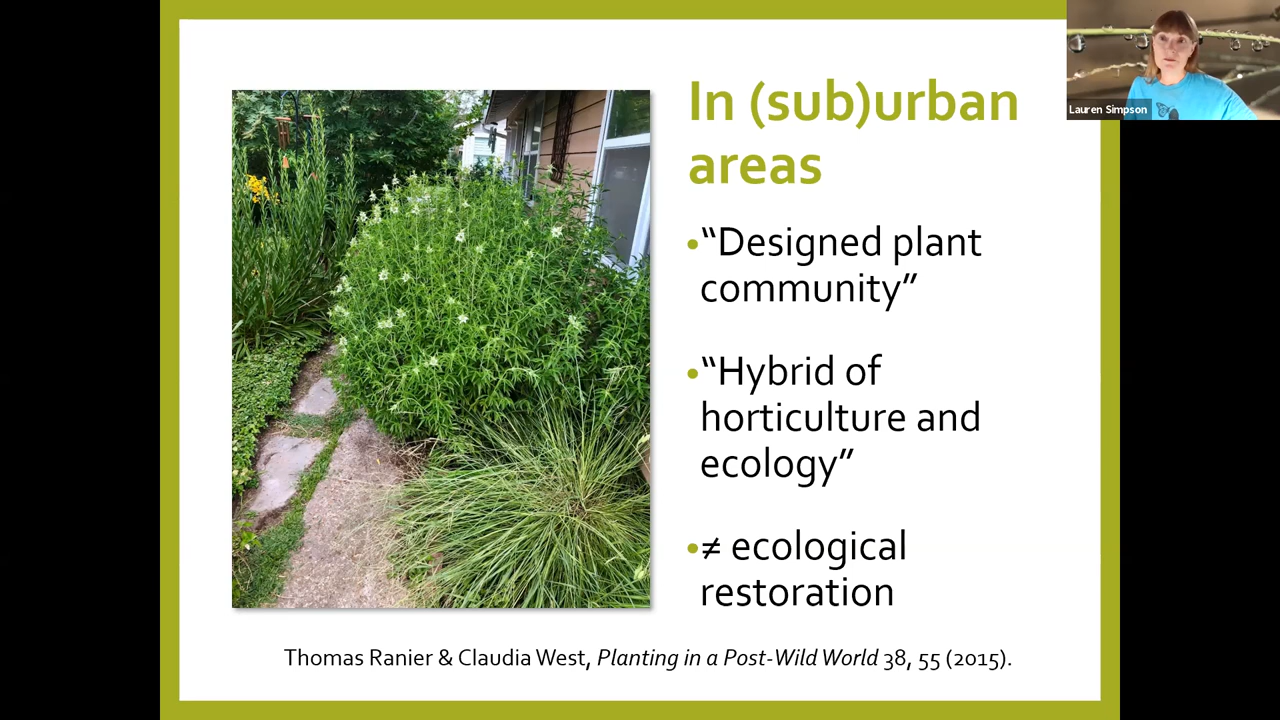 In (sub)urban
areas
•“Designed plant
community”
•“Hybrid of
horticulture and
ecology”
•≠ ecological
restoration
Thomas Ranier & Claudia West, Planting in a Post-Wild World 38, 55 (2015).
Lauren Simpson